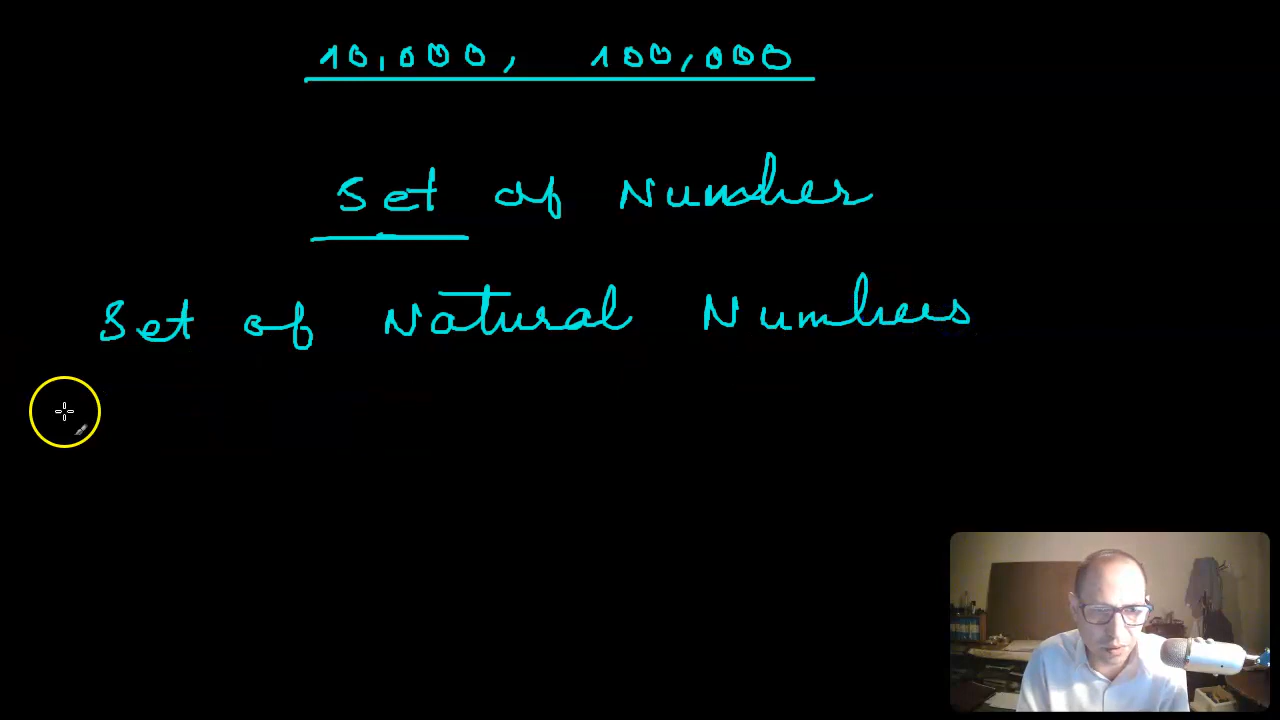 10,000, 100,000
Set of Number
Set of Natural Numbers